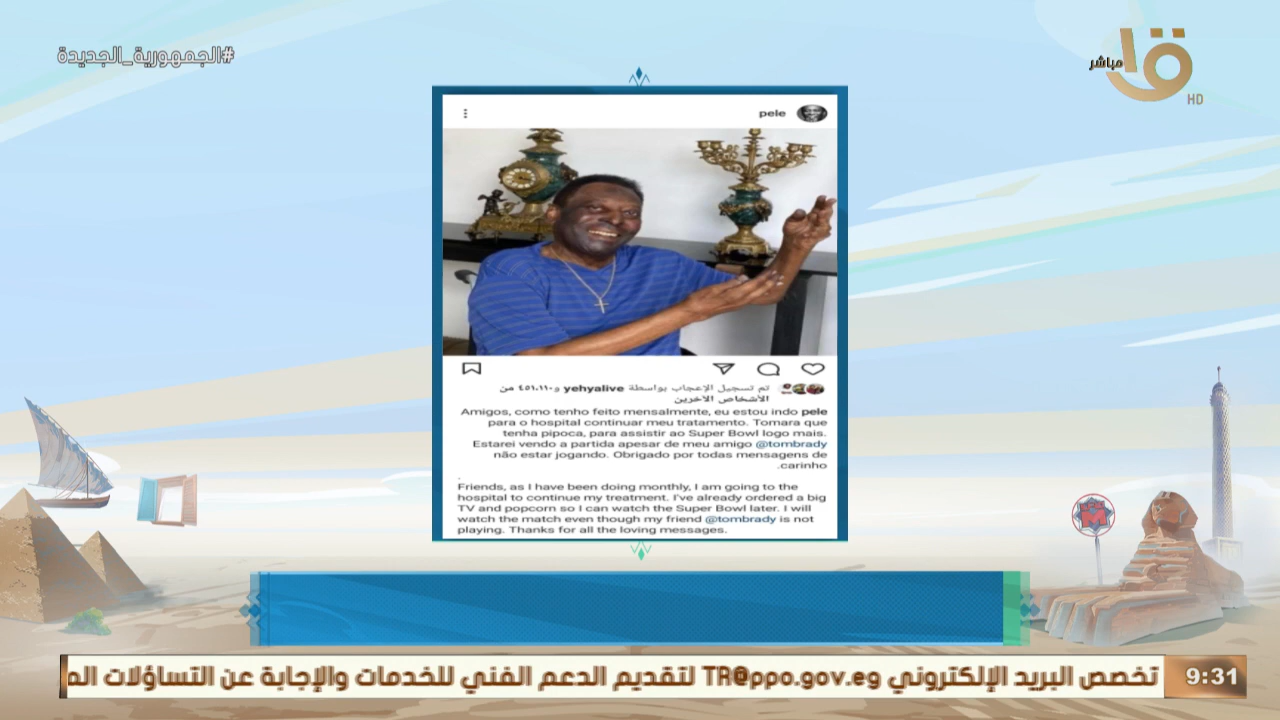 #الجمهورية_الجديدة
مباشر
HD
pele
تم تسجيل الإعجاب بواسطة yehyalive و٤٥١،١١٠ من
الأشخاص الآخرين
Amigos, como tenho feito mensalmente, eu estou indo pele
para o hospital continuar meu tratamento. Tomara que
tenha pipoca, para assistir ao Super Bowl logo mais.
Estarei vendo a partida apesar de meu amigo @tombrady
não estar jogando. Obrigado por todas mensagens de
.carinho
.
Friends, as I have been doing monthly, I am going to the
hospital to continue my treatment. I've already ordered a big
TV and popcorn so I can watch the Super Bowl later. I will
watch the match even though my friend @tombrady is not
playing. Thanks for all the loving messages.
M
تخصص البريد الإلكتروني TR@ppo.gov.eg لتقديم الدعم الفني للخدمات والإجابة عن التساؤلات
9:31